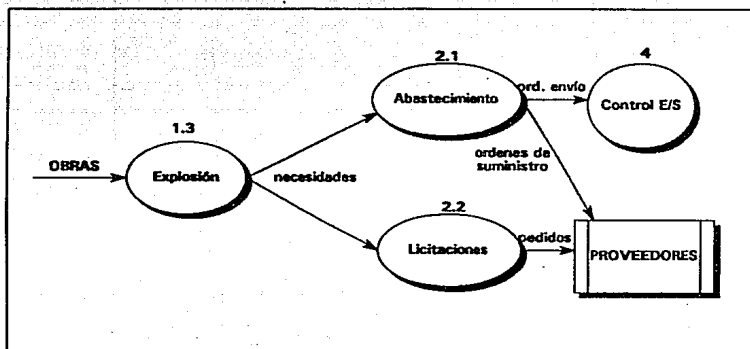 2.1
4
Abastecimiento
ord. envío
Control E/S
1.3
OBRAS
Explosión
necesidades
ordenes de
suministro
2.2
Licitaciones
pedidos
PROVEEDORES